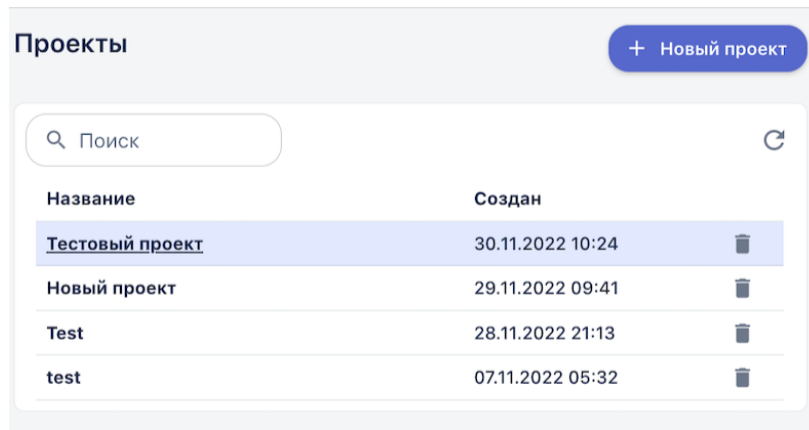 Проекты
+ Новый проект
Поиск
Название Создан
Тестовый проект 30.11.2022 10:24
Новый проект 29.11.2022 09:41
Test 28.11.2022 21:13
test 07.11.2022 05:32